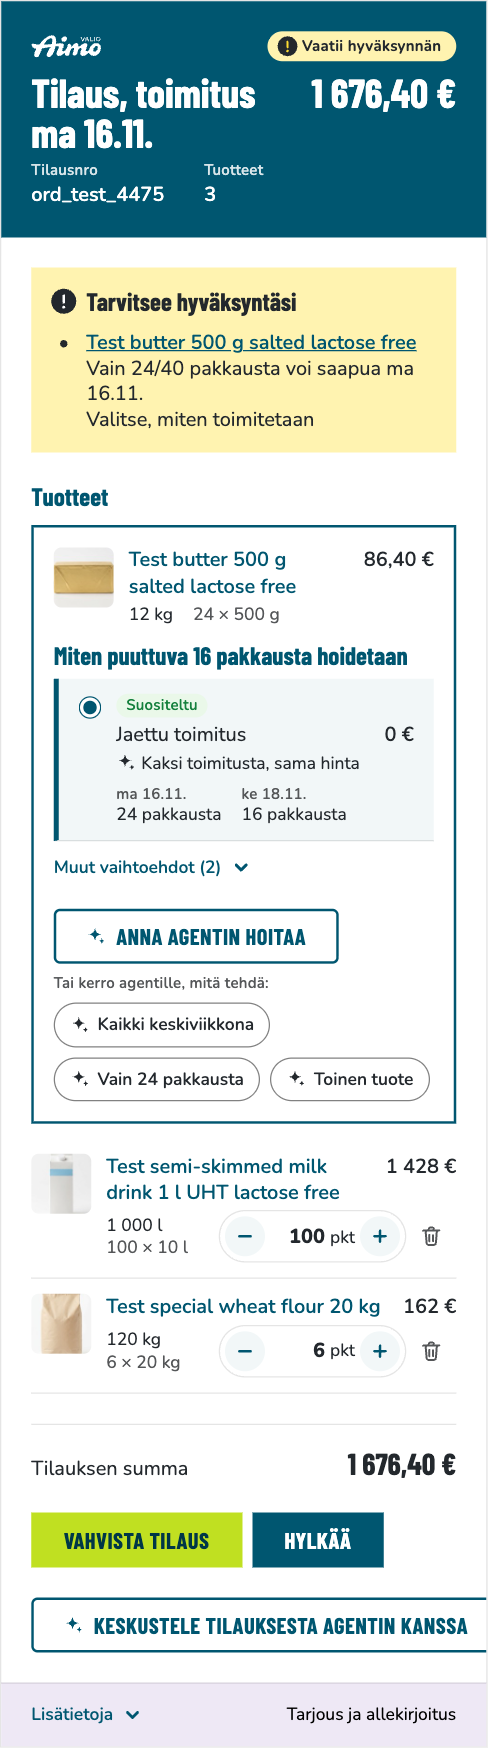 VALIO
Aimo
Vaatii hyväksynnän
Tilaus, toimitus
ma 16.11.
1 676,40 €
Tilausnro
Tuotteet
ord_test_4475
3
Tarvitsee hyväksyntäsi
• Test butter 500 g salted lactose free
Vain 24/40 pakkausta voi saapua ma
16.11.
Valitse, miten toimitetaan
Tuotteet
Test butter 500 g
salted lactose free
86,40 €
12 kg 24 × 500 g
Miten puuttuva 16 pakkausta hoidetaan
Suositeltu
Jaettu toimitus 0 €
Kaksi toimitusta, sama hinta
ma 16.11. ke 18.11.
24 pakkausta 16 pakkausta
Muut vaihtoehdot (2)
ANNA AGENTIN HOITAA
Tai kerro agentille, mitä tehdä:
Kaikki keskiviikkona
Vain 24 pakkausta
Toinen tuote
Test semi-skimmed milk
drink 1 l UHT lactose free
1 428 €
1 000 l
100 × 10 l
− 100 pkt +
Test special wheat flour 20 kg 162 €
120 kg
6 × 20 kg
− 6 pkt +
Tilauksen summa 1 676,40 €
VAHVISTA TILAUS
HYLKÄÄ
KESKUSTELE TILAUKSESTA AGENTIN KANSSA
Lisätietoja
Tarjous ja allekirjoitus